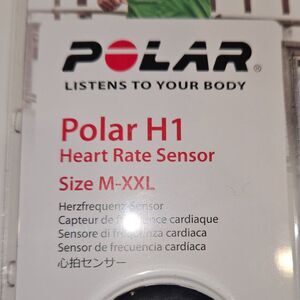 POLAR®
LISTENS TO YOUR BODY
Polar H1
Heart Rate Sensor
Size M-XXL
Herzfrequenz-Sensor
Capteur de fréquence cardiaque
Sensore di frequenza cardiaca
Sensor de frecuencia cardíaca
心拍センサー